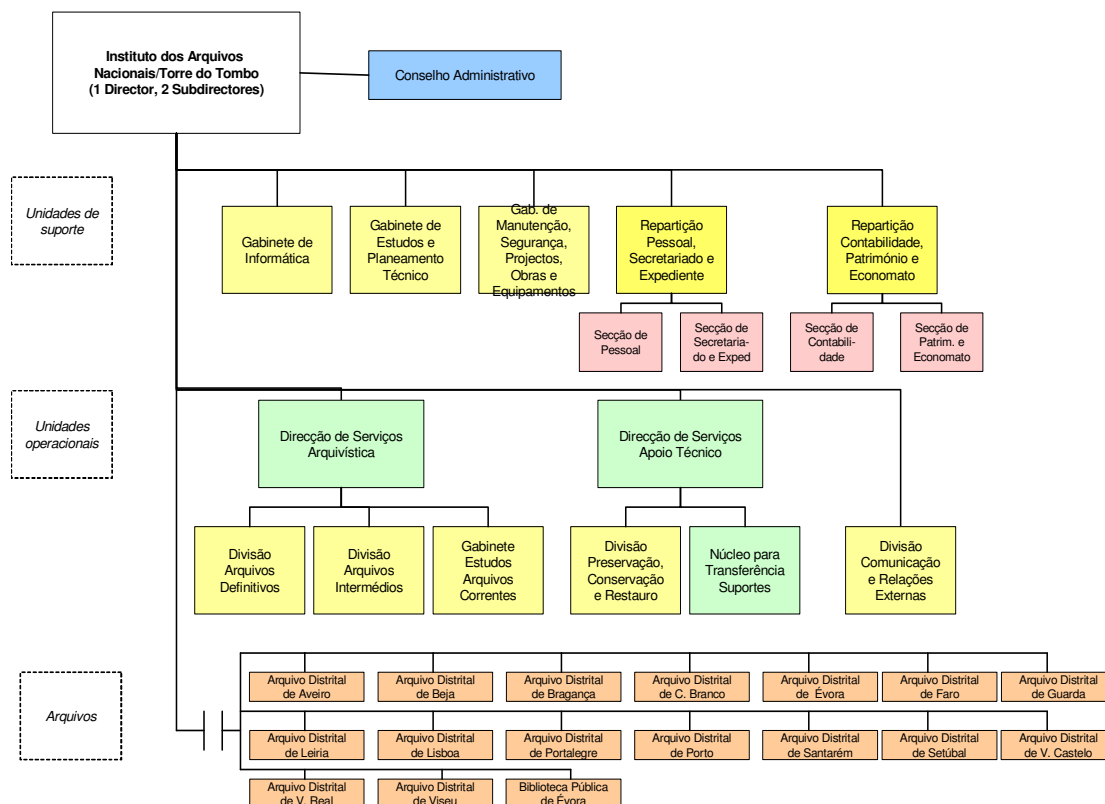 Instituto dos Arquivos
Nacionais/Torre do Tombo
(1 Director, 2 Subdirectores)
Conselho Administrativo
Unidades de
suporte
Gabinete de
Informática
Gabinete de
Estudos e
Planeamento
Técnico
Gab. de
Manutenção,
Segurança,
Projectos,
Obras e
Equipamentos
Repartição
Pessoal,
Secretariado e
Expediente
Repartição
Contabilidade,
Património e
Economato
Secção de
Pessoal
Secção de
Secretaria-
do e Exped
Secção de
Contabili-
dade
Secção de
Patrim. e
Economato
Unidades
operacionais
Direcção de Serviços
Arquivística
Direcção de Serviços
Apoio Técnico
Divisão
Arquivos
Definitivos
Divisão
Arquivos
Intermédios
Gabinete
Estudos
Arquivos
Correntes
Divisão
Preservação,
Conservação
e Restauro
Núcleo para
Transferência
Suportes
Divisão
Comunicação
e Relações
Externas
Arquivos
Arquivo Distrital
de Aveiro
Arquivo Distrital
de Beja
Arquivo Distrital
de Bragança
Arquivo Distrital
de C. Branco
Arquivo Distrital
de Évora
Arquivo Distrital
de Faro
Arquivo Distrital
de Guarda
Arquivo Distrital
de Leiria
Arquivo Distrital
de Lisboa
Arquivo Distrital
de Portalegre
Arquivo Distrital
de Porto
Arquivo Distrital
de Santarém
Arquivo Distrital
de Setúbal
Arquivo Distrital
de V. Castelo
Arquivo Distrital
de V. Real
Arquivo Distrital
de Viseu
Biblioteca Pública
de Évora